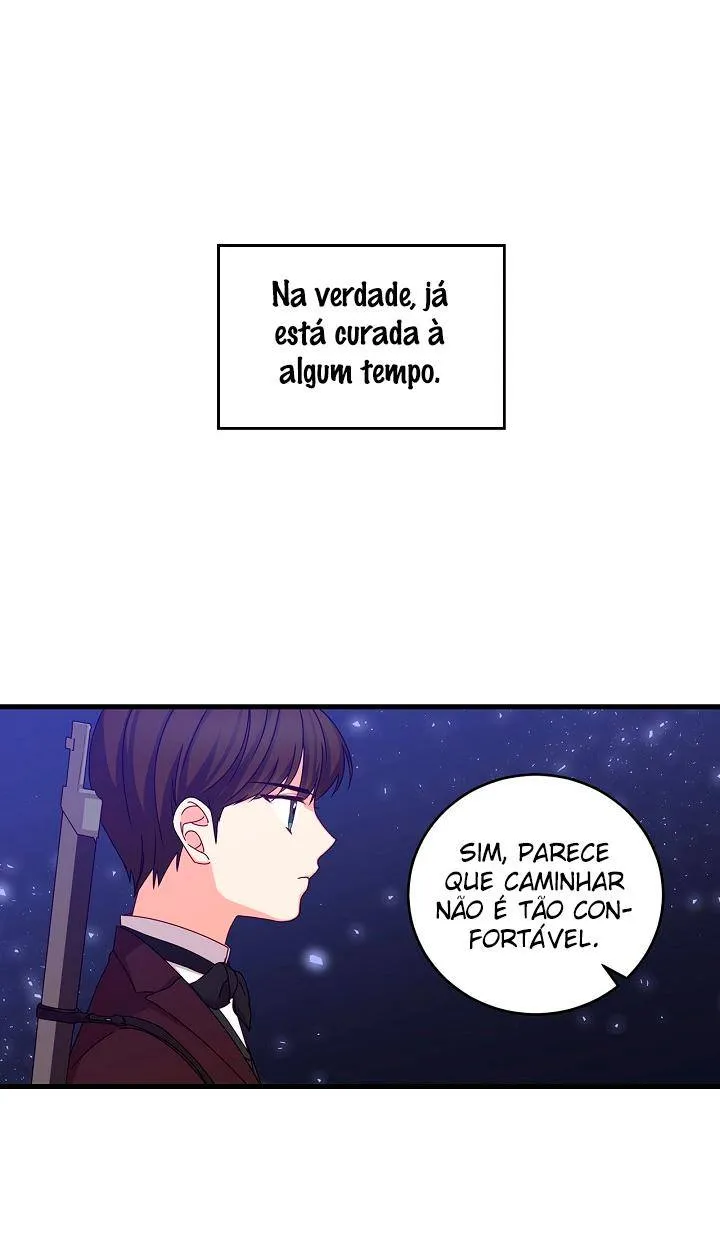 Na verdade, já
está curada à
algum tempo.
SIM, PARECE
QUE CAMINHAR
NÃO É TÃO CON-
FORTÁVEL.